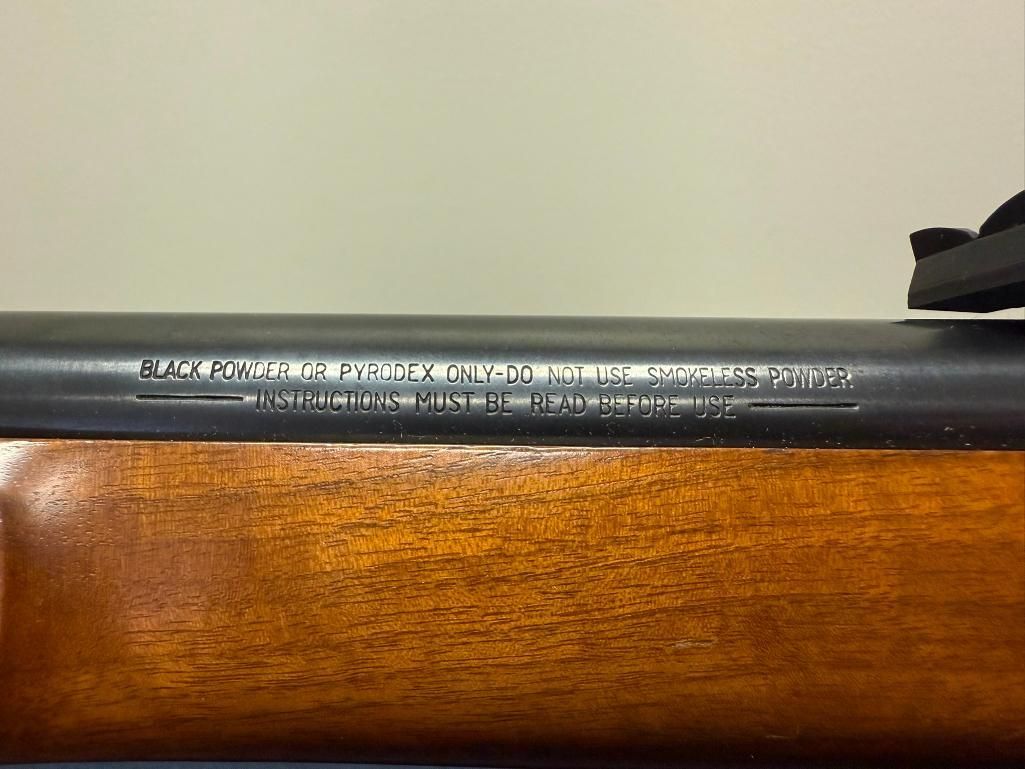 BLACK POWDER OR PYRODEX ONLY-DO NOT USE SMOKELESS POWDER
INSTRUCTIONS MUST BE READ BEFORE USE